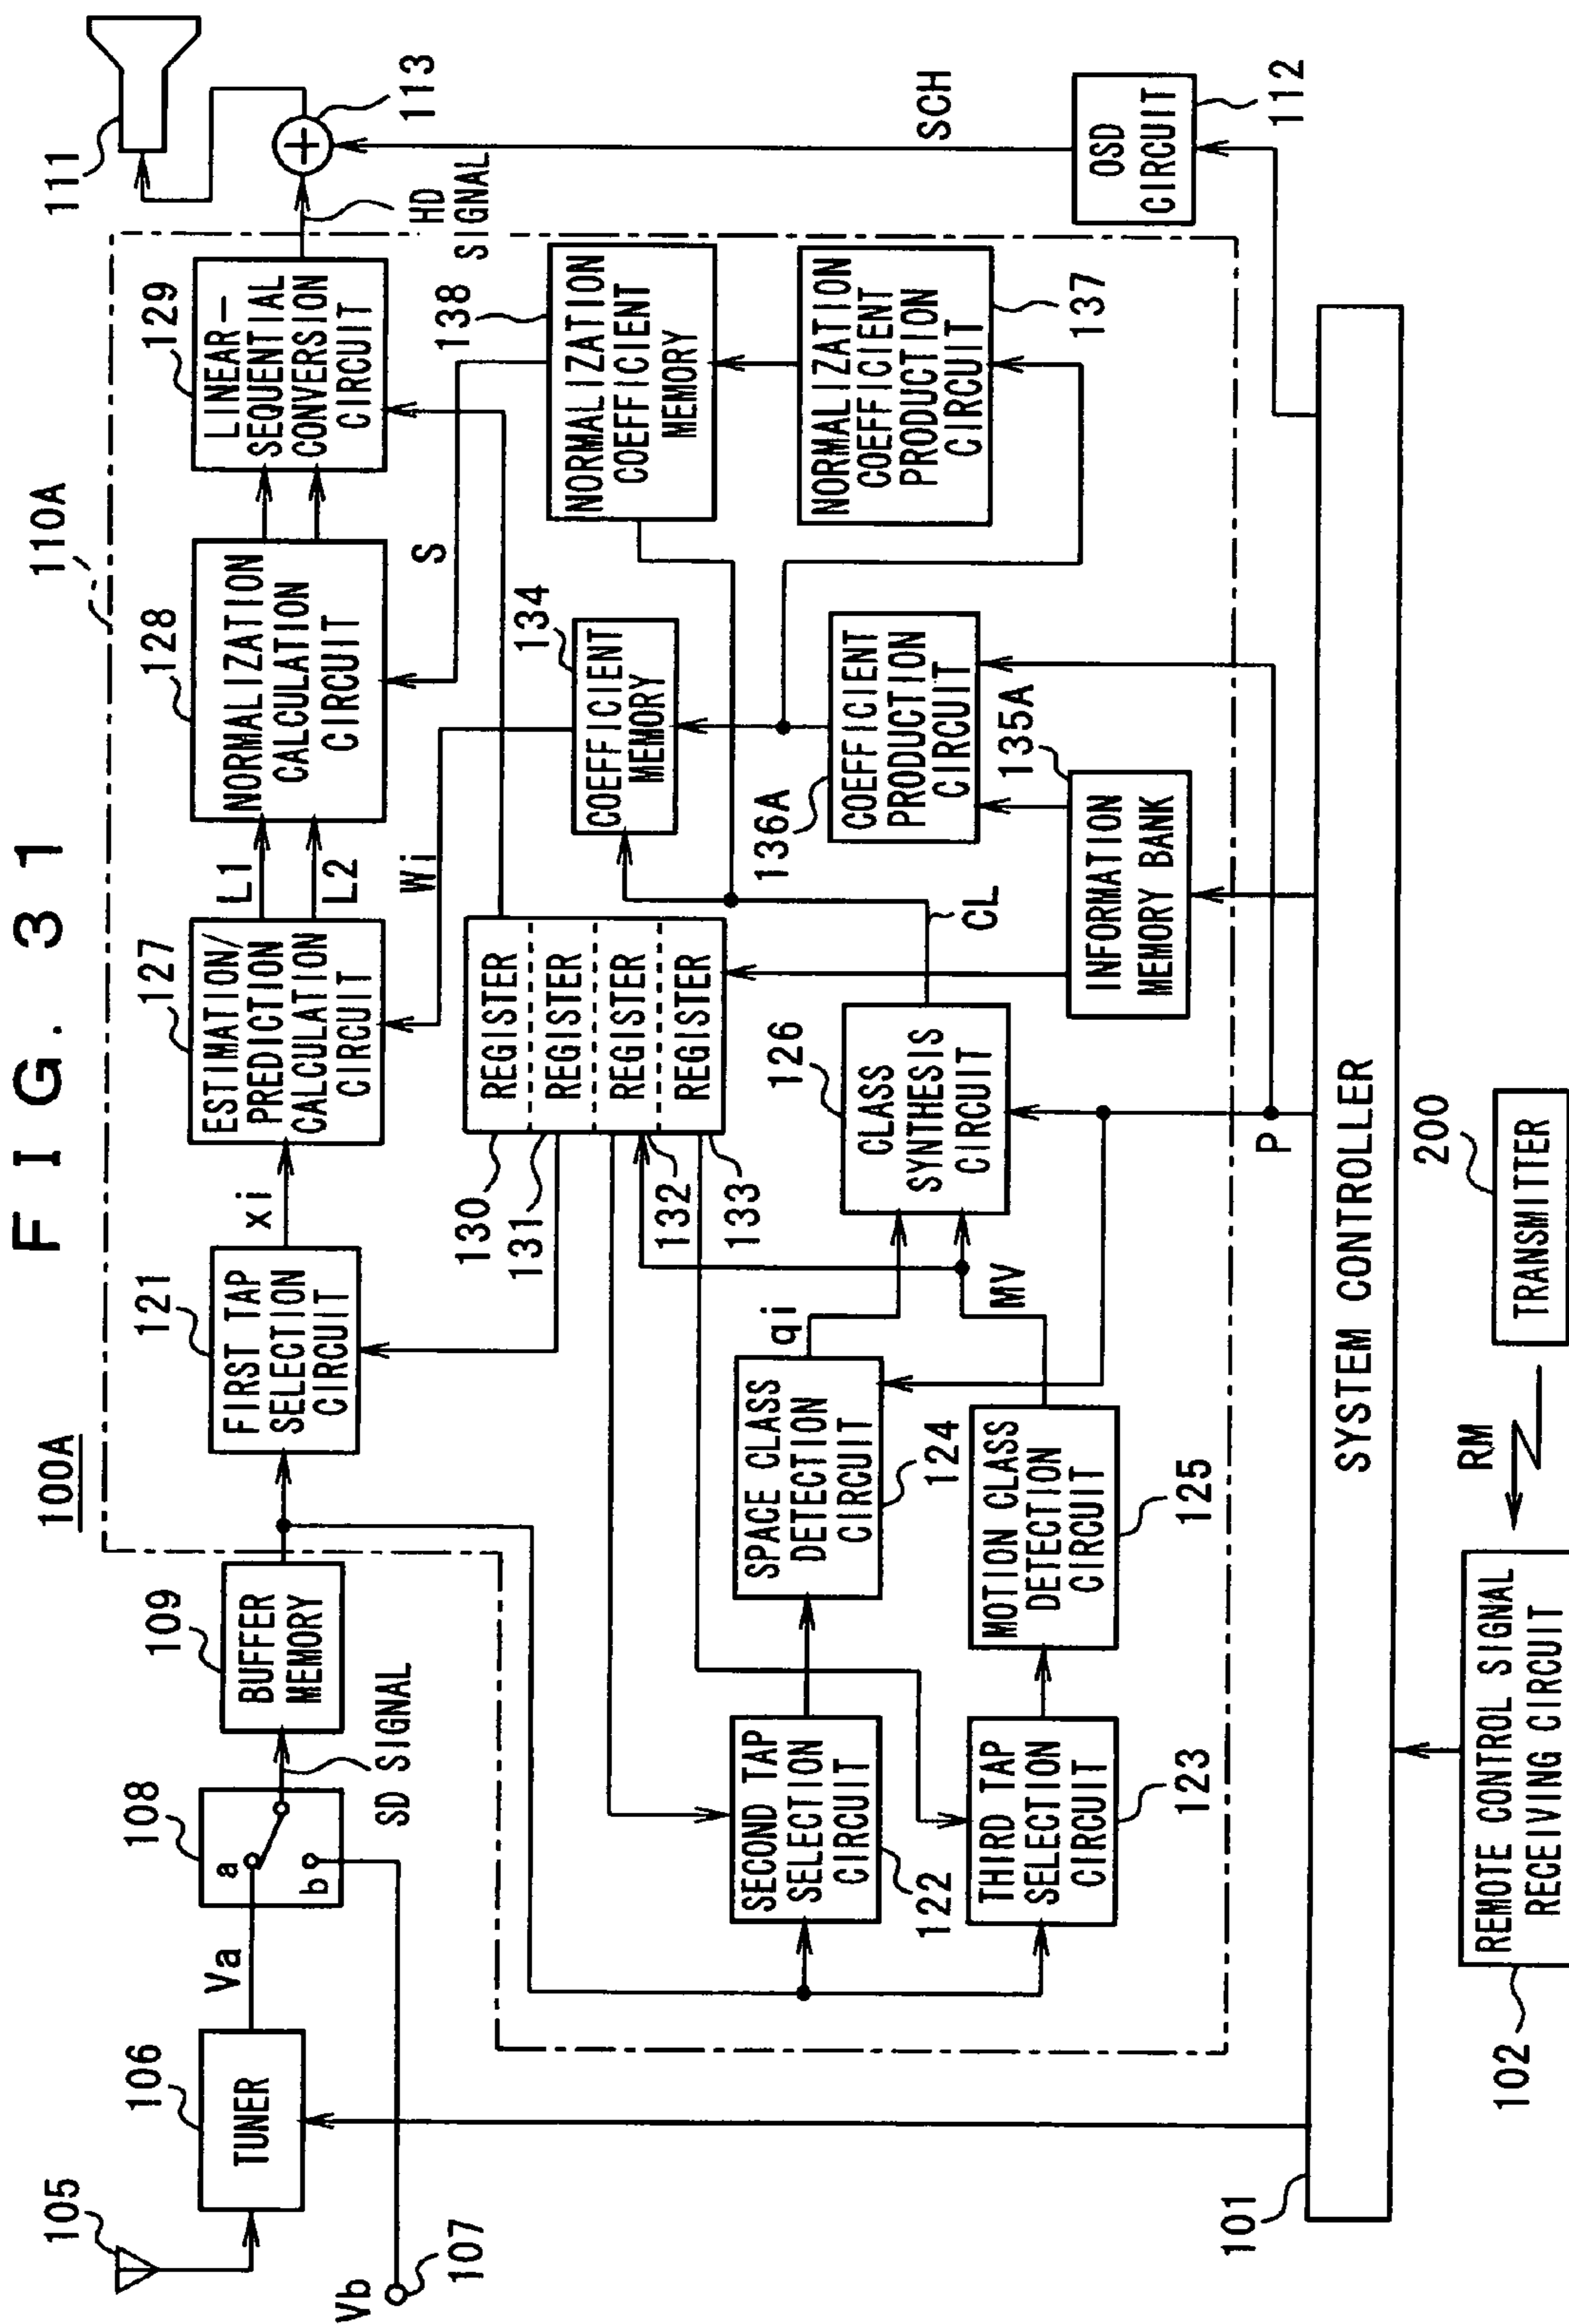 FIG. 31
100A
110A
105
106
TUNER
Va
Vb
107
108
a
b
SD SIGNAL
109
BUFFER
MEMORY
121
FIRST TAP
SELECTION
CIRCUIT
xi
127
ESTIMATION/
PREDICTION
CALCULATION
CIRCUIT
L1
L2
128
NORMALIZATION
CALCULATION
CIRCUIT
129
LINEAR-
SEQUENTIAL
CONVERSION
CIRCUIT
HD
SIGNAL
113
111
Wi
S
130
131
132
133
REGISTER
REGISTER
REGISTER
REGISTER
134
COEFFICIENT
MEMORY
138
NORMALIZATION
COEFFICIENT
MEMORY
SECOND TAP
SELECTION
CIRCUIT
122
SPACE CLASS
DETECTION
CIRCUIT
124
qi
MV
126
CLASS
SYNTHESIS
CIRCUIT
CL
136A
COEFFICIENT
PRODUCTION
CIRCUIT
135A
NORMALIZATION
COEFFICIENT
PRODUCTION
CIRCUIT
137
THIRD TAP
SELECTION
CIRCUIT
123
MOTION CLASS
DETECTION
CIRCUIT
125
INFORMATION
MEMORY BANK
SCH
OSD
CIRCUIT
112
P
101
SYSTEM CONTROLLER
102
REMOTE CONTROL SIGNAL
RECEIVING CIRCUIT
RM
200
TRANSMITTER